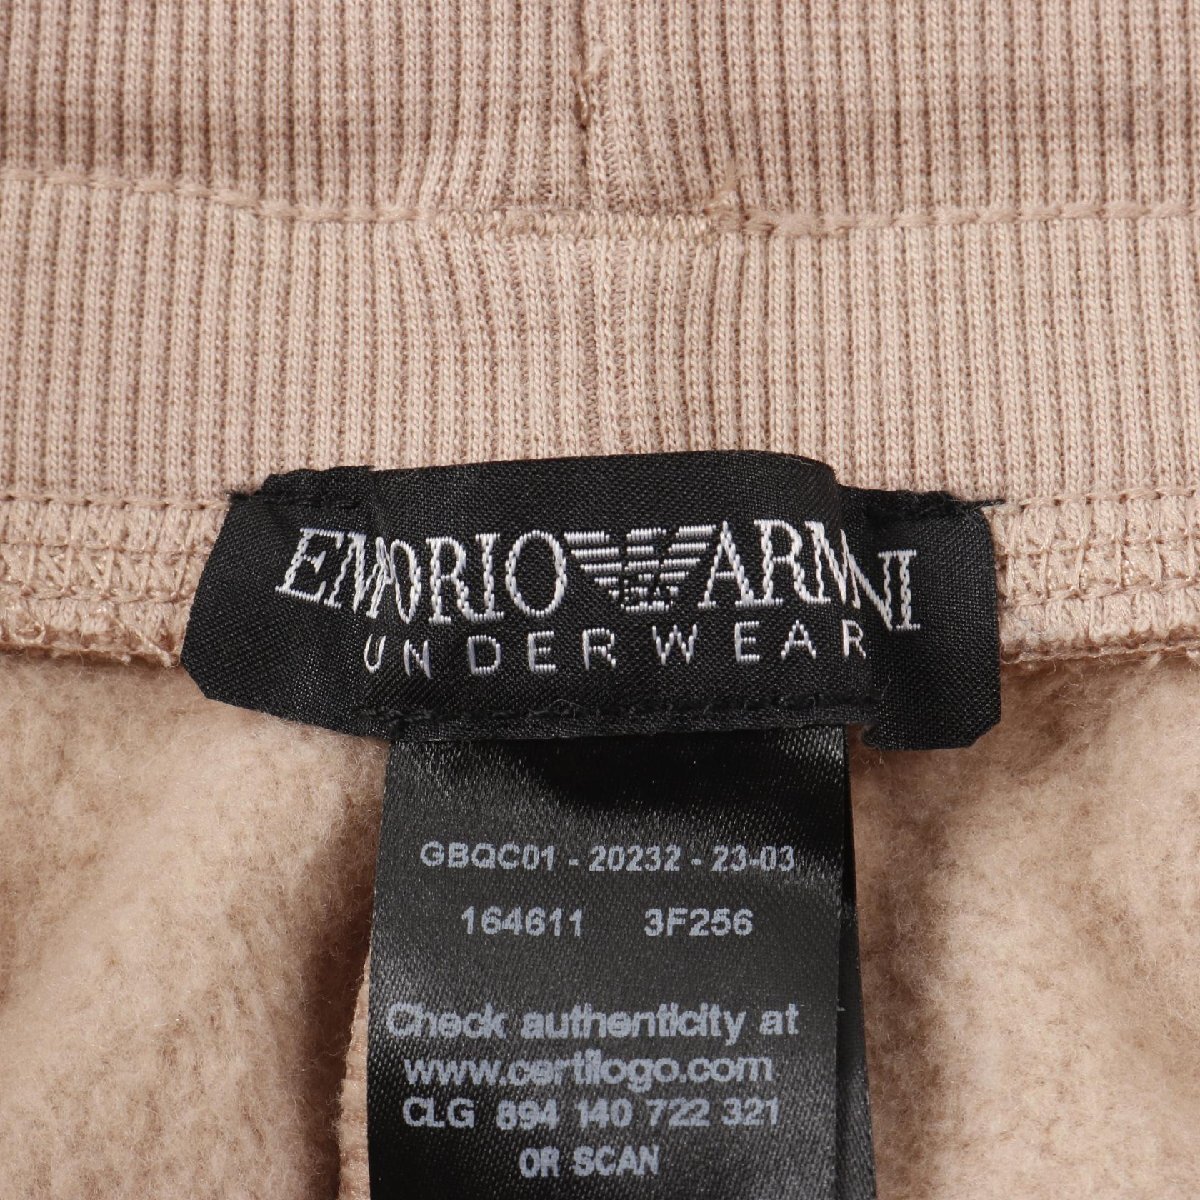 EMPORIO ARMANI
UNDERWEAR
GBQC01 - 20232 - 23-03
164611 3F256
Check authenticity at
www.certilogo.com
CLG 894 140 722 321
OR SCAN